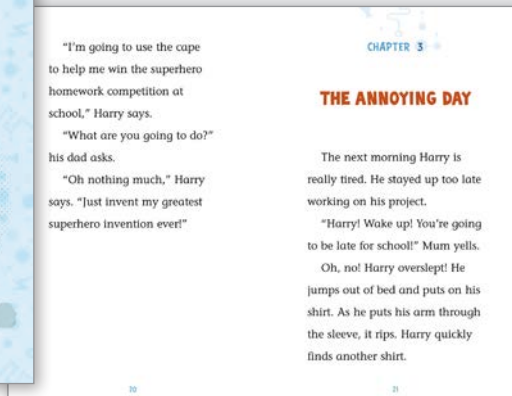 “I’m going to use the cape
to help me win the superhero
homework competition at
school,” Harry says.
“What are you going to do?”
his dad asks.
“Oh nothing much,” Harry
says. “Just invent my greatest
superhero invention ever!”
20
CHAPTER 3
THE ANNOYING DAY
The next morning Harry is
really tired. He stayed up too late
working on his project.
“Harry! Wake up! You’re going
to be late for school!” Mum yells.
Oh, no! Harry overslept! He
jumps out of bed and puts on his
shirt. As he puts his arm through
the sleeve, it rips. Harry quickly
finds another shirt.
21